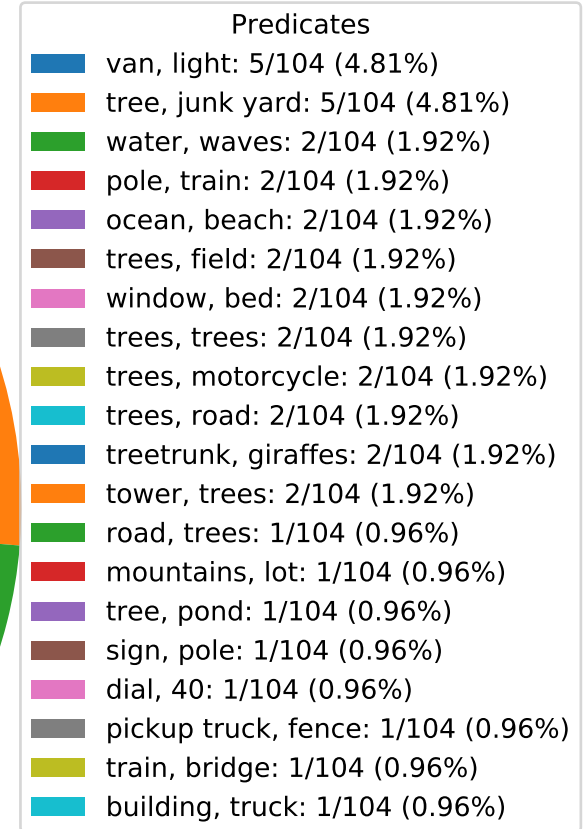 Predicates
van, light: 5/104 (4.81%)
tree, junk yard: 5/104 (4.81%)
water, waves: 2/104 (1.92%)
pole, train: 2/104 (1.92%)
ocean, beach: 2/104 (1.92%)
trees, field: 2/104 (1.92%)
window, bed: 2/104 (1.92%)
trees, trees: 2/104 (1.92%)
trees, motorcycle: 2/104 (1.92%)
trees, road: 2/104 (1.92%)
treetrunk, giraffes: 2/104 (1.92%)
tower, trees: 2/104 (1.92%)
road, trees: 1/104 (0.96%)
mountains, lot: 1/104 (0.96%)
tree, pond: 1/104 (0.96%)
sign, pole: 1/104 (0.96%)
dial, 40: 1/104 (0.96%)
pickup truck, fence: 1/104 (0.96%)
train, bridge: 1/104 (0.96%)
building, truck: 1/104 (0.96%)